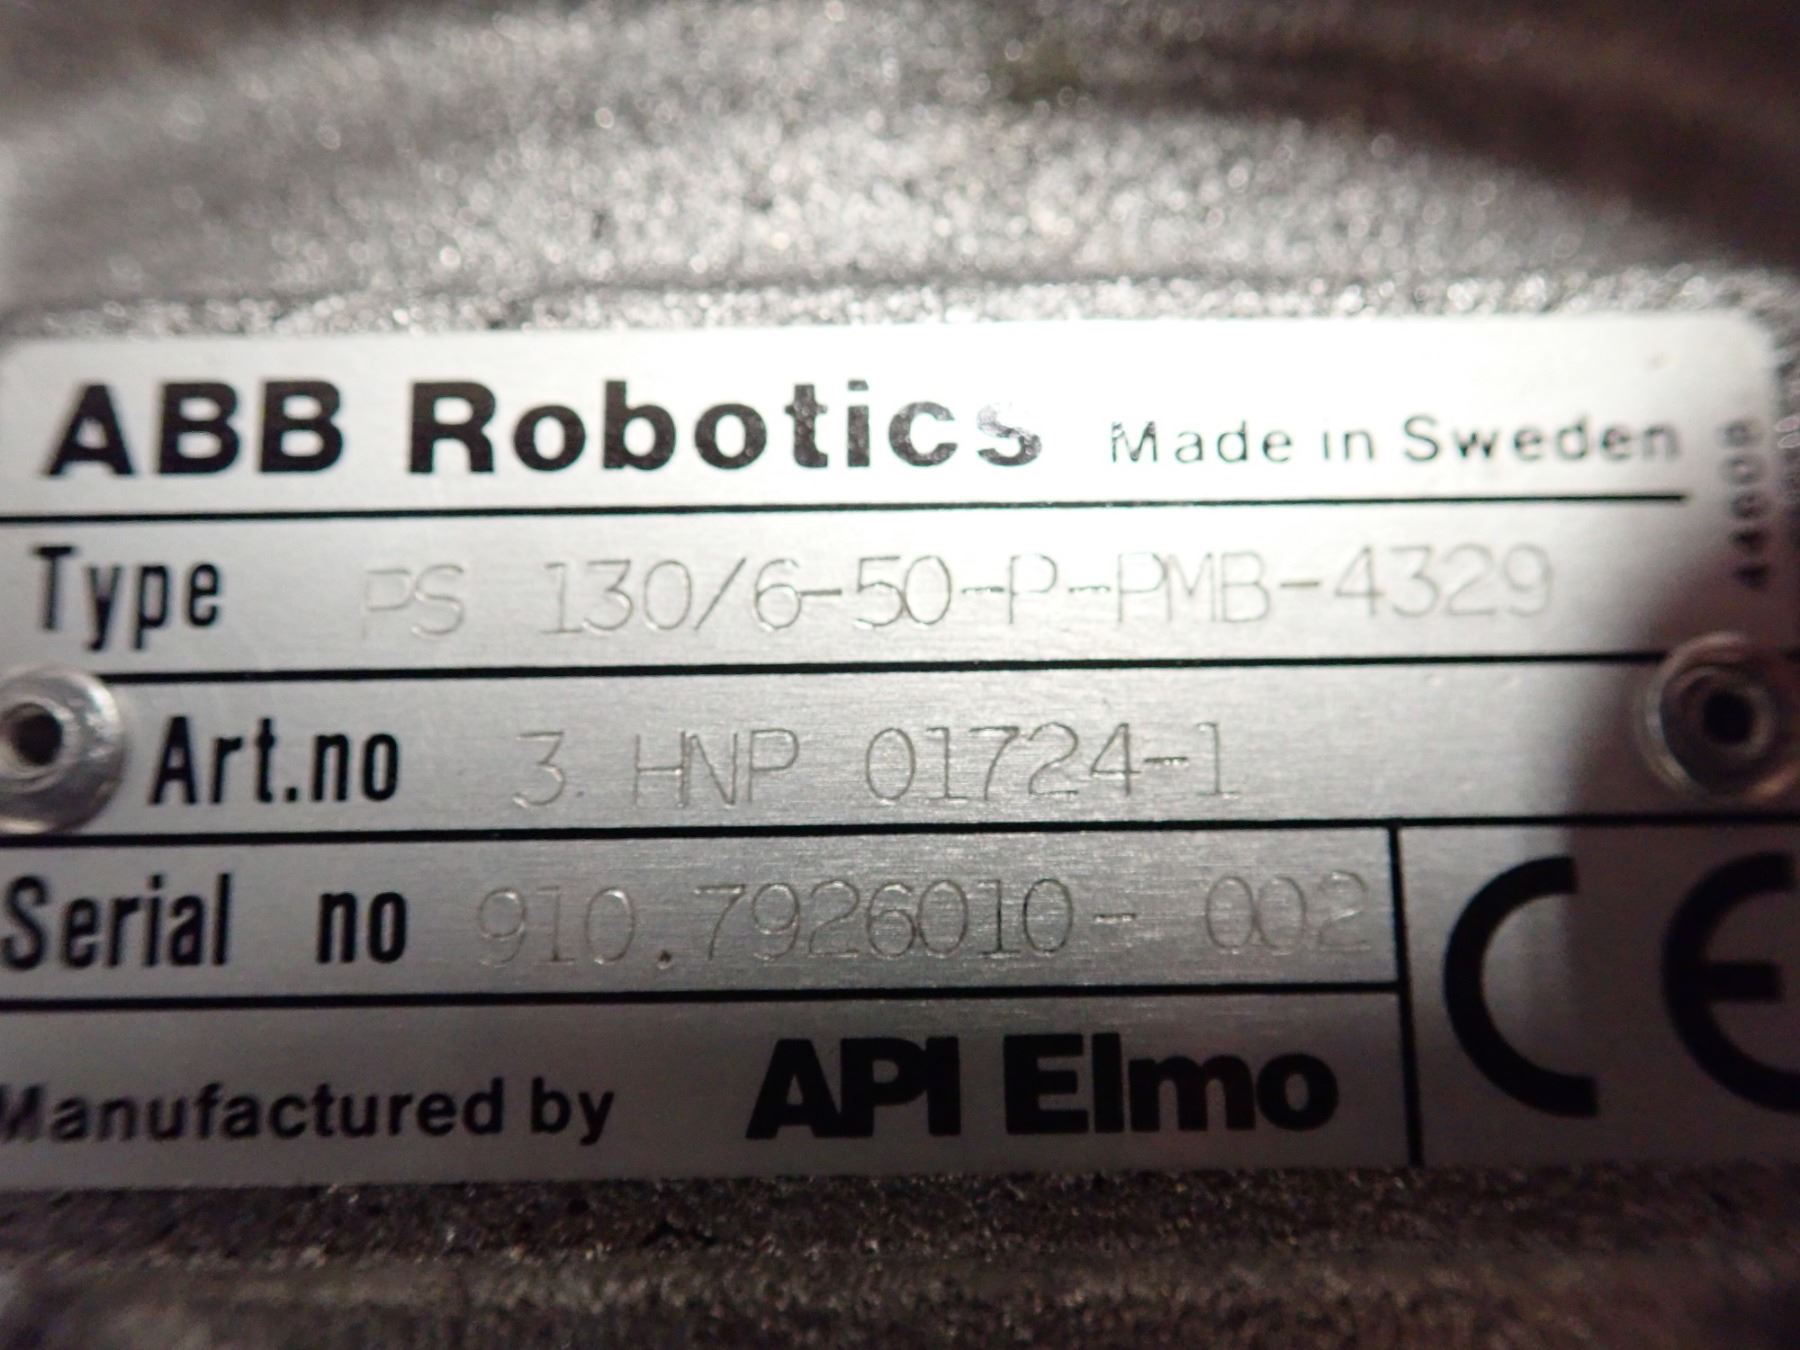 ABB Robotics Made in Sweden
Type PS 130/6-50-P-PMB-4329
Art.no 3 HNP 01724-1
Serial no 910.7926010- 002
Manufactured by API Elmo
CE